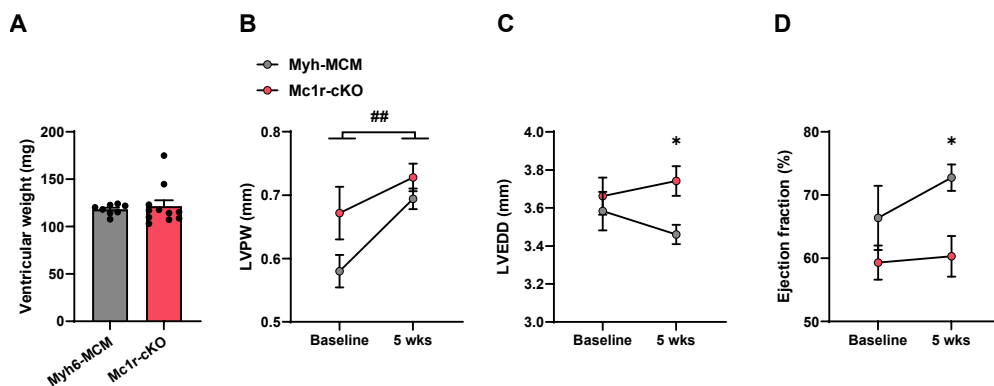 A
B
C
D
Myh-MCM
Mc1r-cKO
Ventricular weight (mg)
200
150
100
50
0
Myh6-MCM
Mc1r-cKO
##
LVPW (mm)
0.8
0.7
0.6
0.5
Baseline
5 wks
*
LVEDD (mm)
4.0
3.8
3.6
3.4
3.2
3.0
Baseline
5 wks
*
Ejection fraction (%)
80
70
60
50
Baseline
5 wks